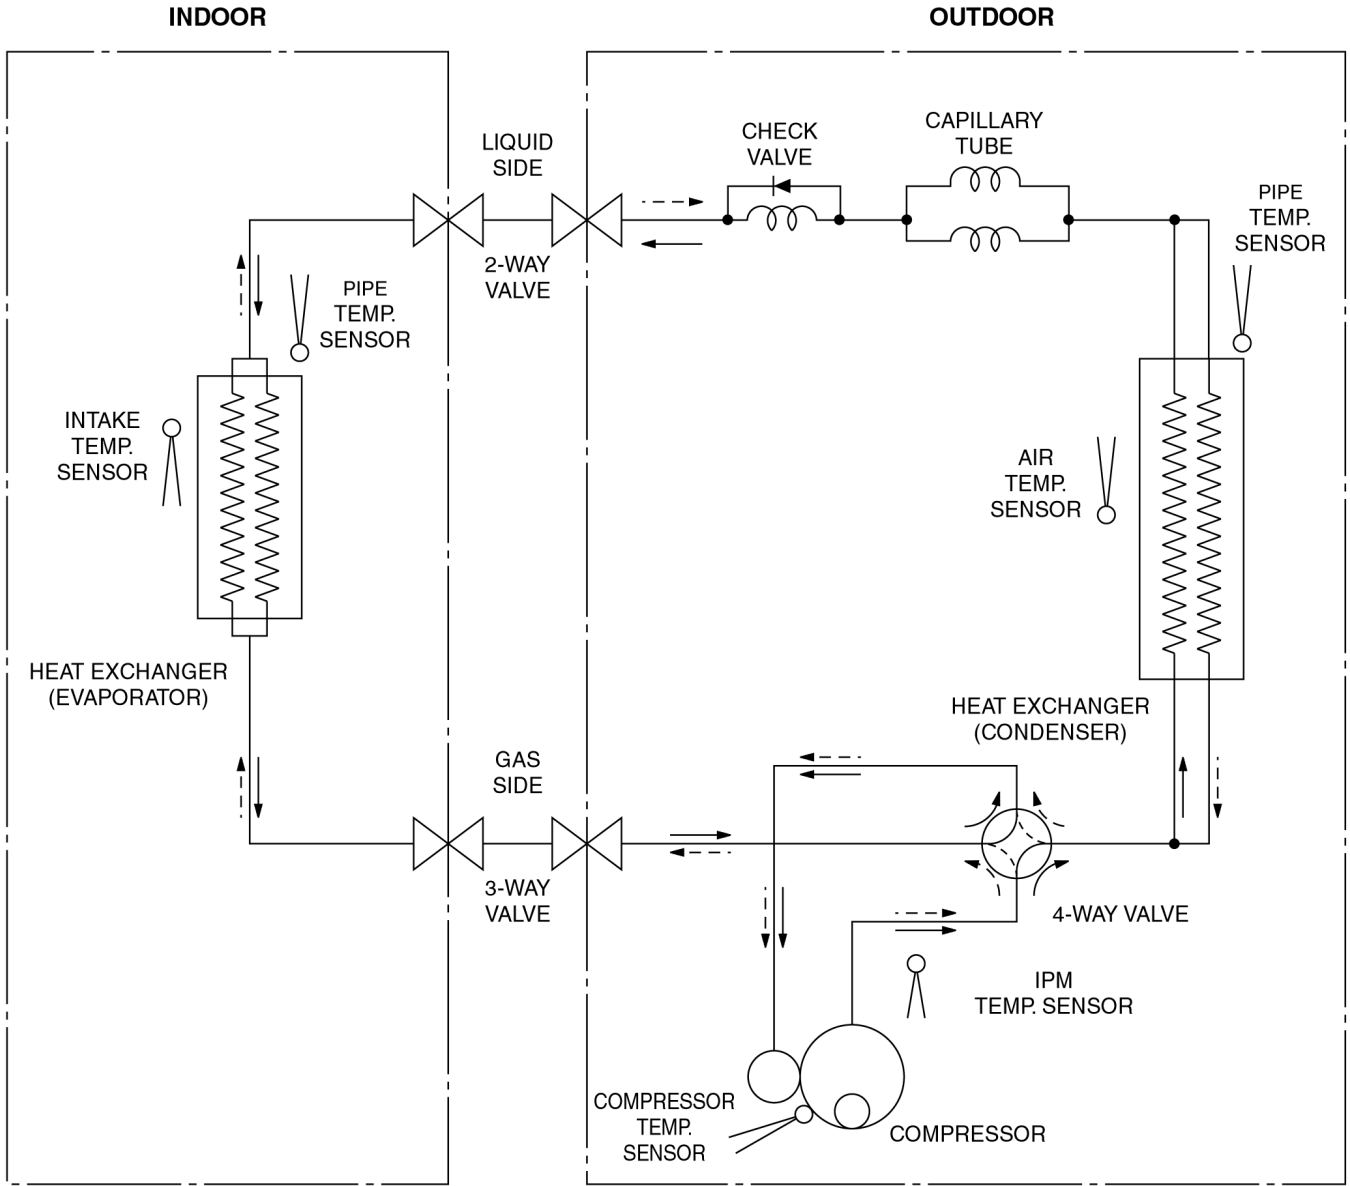 INDOOR
OUTDOOR
LIQUID
SIDE
2-WAY
VALVE
CHECK
VALVE
CAPILLARY
TUBE
PIPE
TEMP.
SENSOR
PIPE
TEMP.
SENSOR
INTAKE
TEMP.
SENSOR
AIR
TEMP.
SENSOR
HEAT EXCHANGER
(EVAPORATOR)
HEAT EXCHANGER
(CONDENSER)
GAS
SIDE
3-WAY
VALVE
4-WAY VALVE
IPM
TEMP. SENSOR
COMPRESSOR
TEMP.
SENSOR
COMPRESSOR